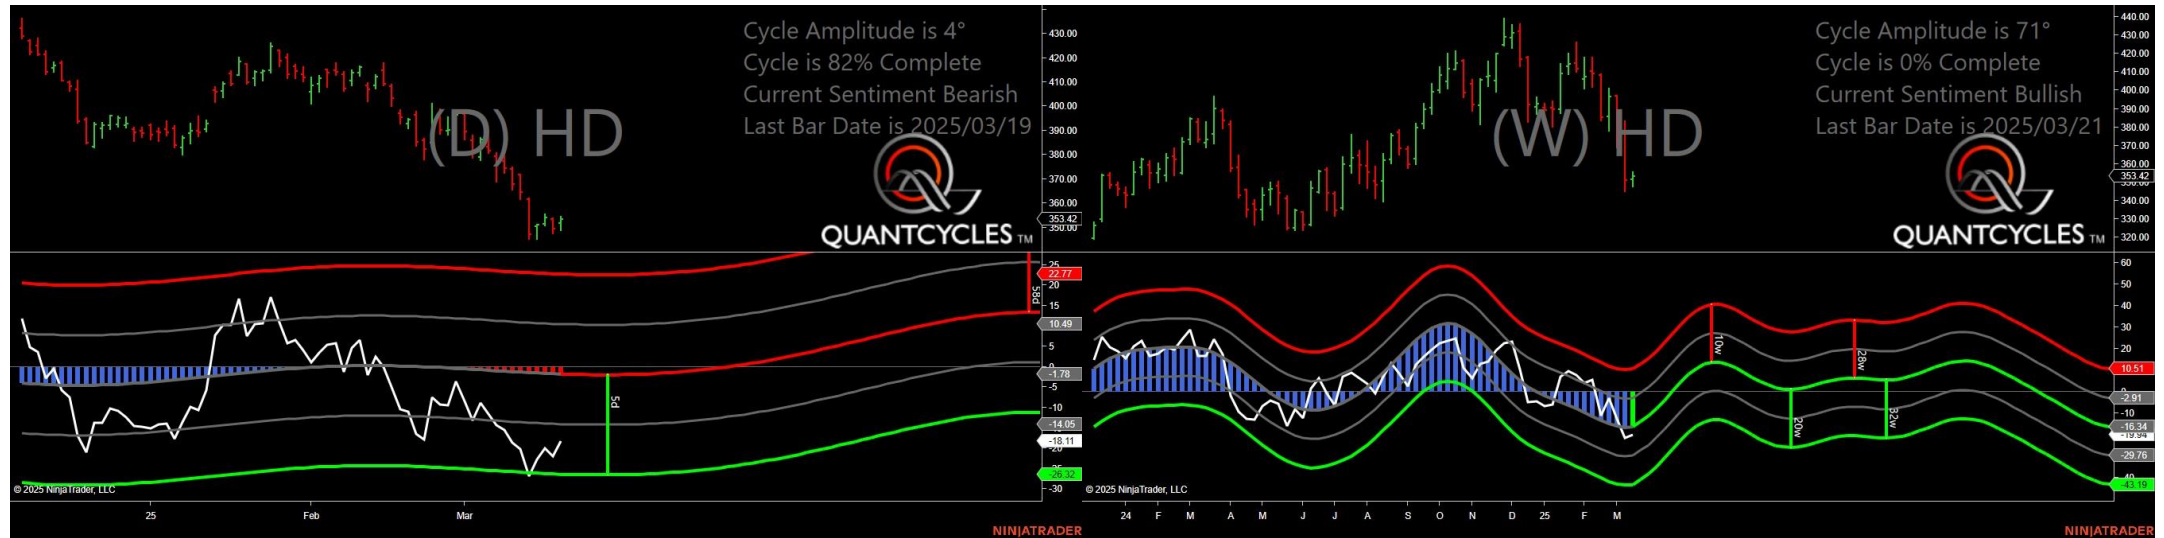 Cycle Amplitude is 4°
Cycle is 82% Complete
Current Sentiment Bearish
Last Bar Date is 2025/03/19
(D) HD
QUANTCYCLES TM
430.00
420.00
410.00
400.00
390.00
380.00
370.00
360.00
353.42
350.00
25
22.77
20
15
10.49
5
-1.78
-5
-10
-14.05
-18.11
-20
-26.32
-30
58d
5d
© 2025 NinjaTrader, LLC
25
Feb
Mar
NINJATRADER
Cycle Amplitude is 71°
Cycle is 0% Complete
Current Sentiment Bullish
Last Bar Date is 2025/03/21
(W) HD
QUANTCYCLES TM
440.00
430.00
420.00
410.00
400.00
390.00
380.00
370.00
360.00
353.42
340.00
330.00
320.00
60
50
40
30
20
10.51
0
-2.91
-10
-16.34
-19.94
-29.76
-43.19
10w
20w
28w
32w
© 2025 NinjaTrader, LLC
24
F
M
A
M
J
J
A
S
O
N
D
25
F
M
NINJATRADER